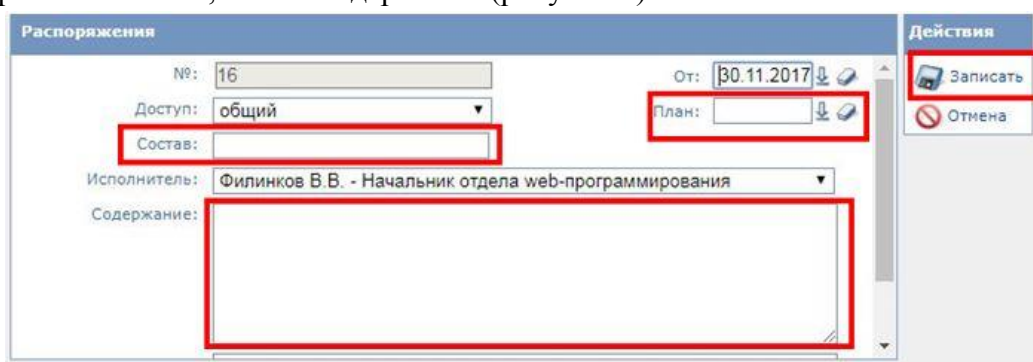 Распоряжения
Действия
№: 16
От: 30.11.2017
Записать
Доступ: общий
План:
Отмена
Состав:
Исполнитель: Филинков В.В. - Начальник отдела web-программирования
Содержание: